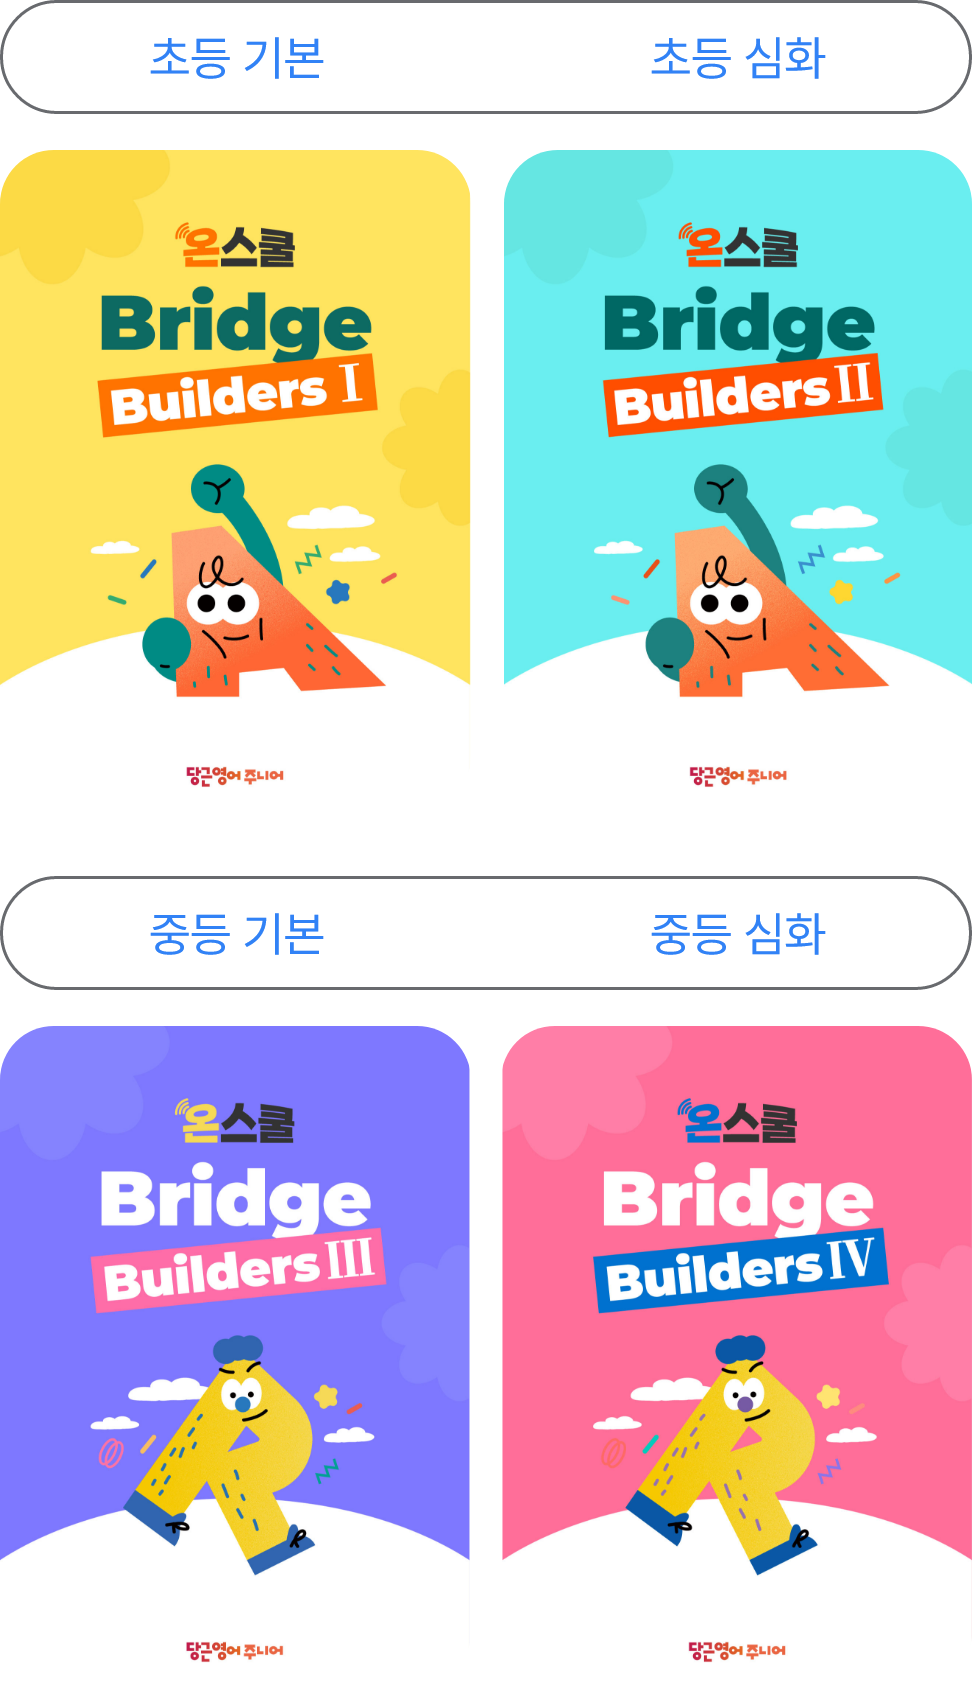 초등 기본
초등 심화
온스쿨
Bridge
Builders Ⅰ
당근영어 주니어
온스쿨
Bridge
Builders Ⅱ
당근영어 주니어
중등 기본
중등 심화
온스쿨
Bridge
Builders Ⅲ
당근영어 주니어
온스쿨
Bridge
Builders Ⅳ
당근영어 주니어